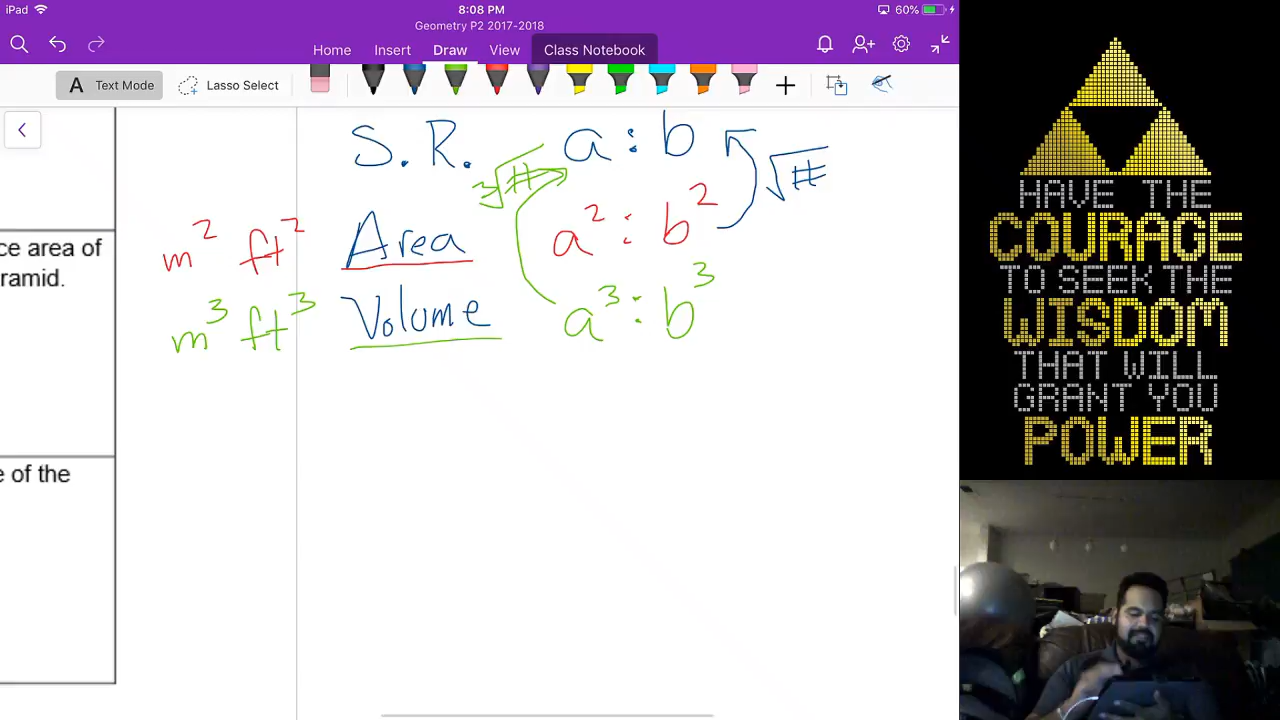 iPad
8:08 PM
60%
Geometry P2 2017-2018
Home Insert Draw View Class Notebook
A Text Mode
Lasso Select
S. R. a : b
∛# √#
m² ft² Area a² : b²
m³ ft³ Volume a³ : b³
ce area of
ramid.
e of the
HAVE THE
COURAGE
TO SEEK THE
WISDOM
THAT WILL
GRANT YOU
POWER